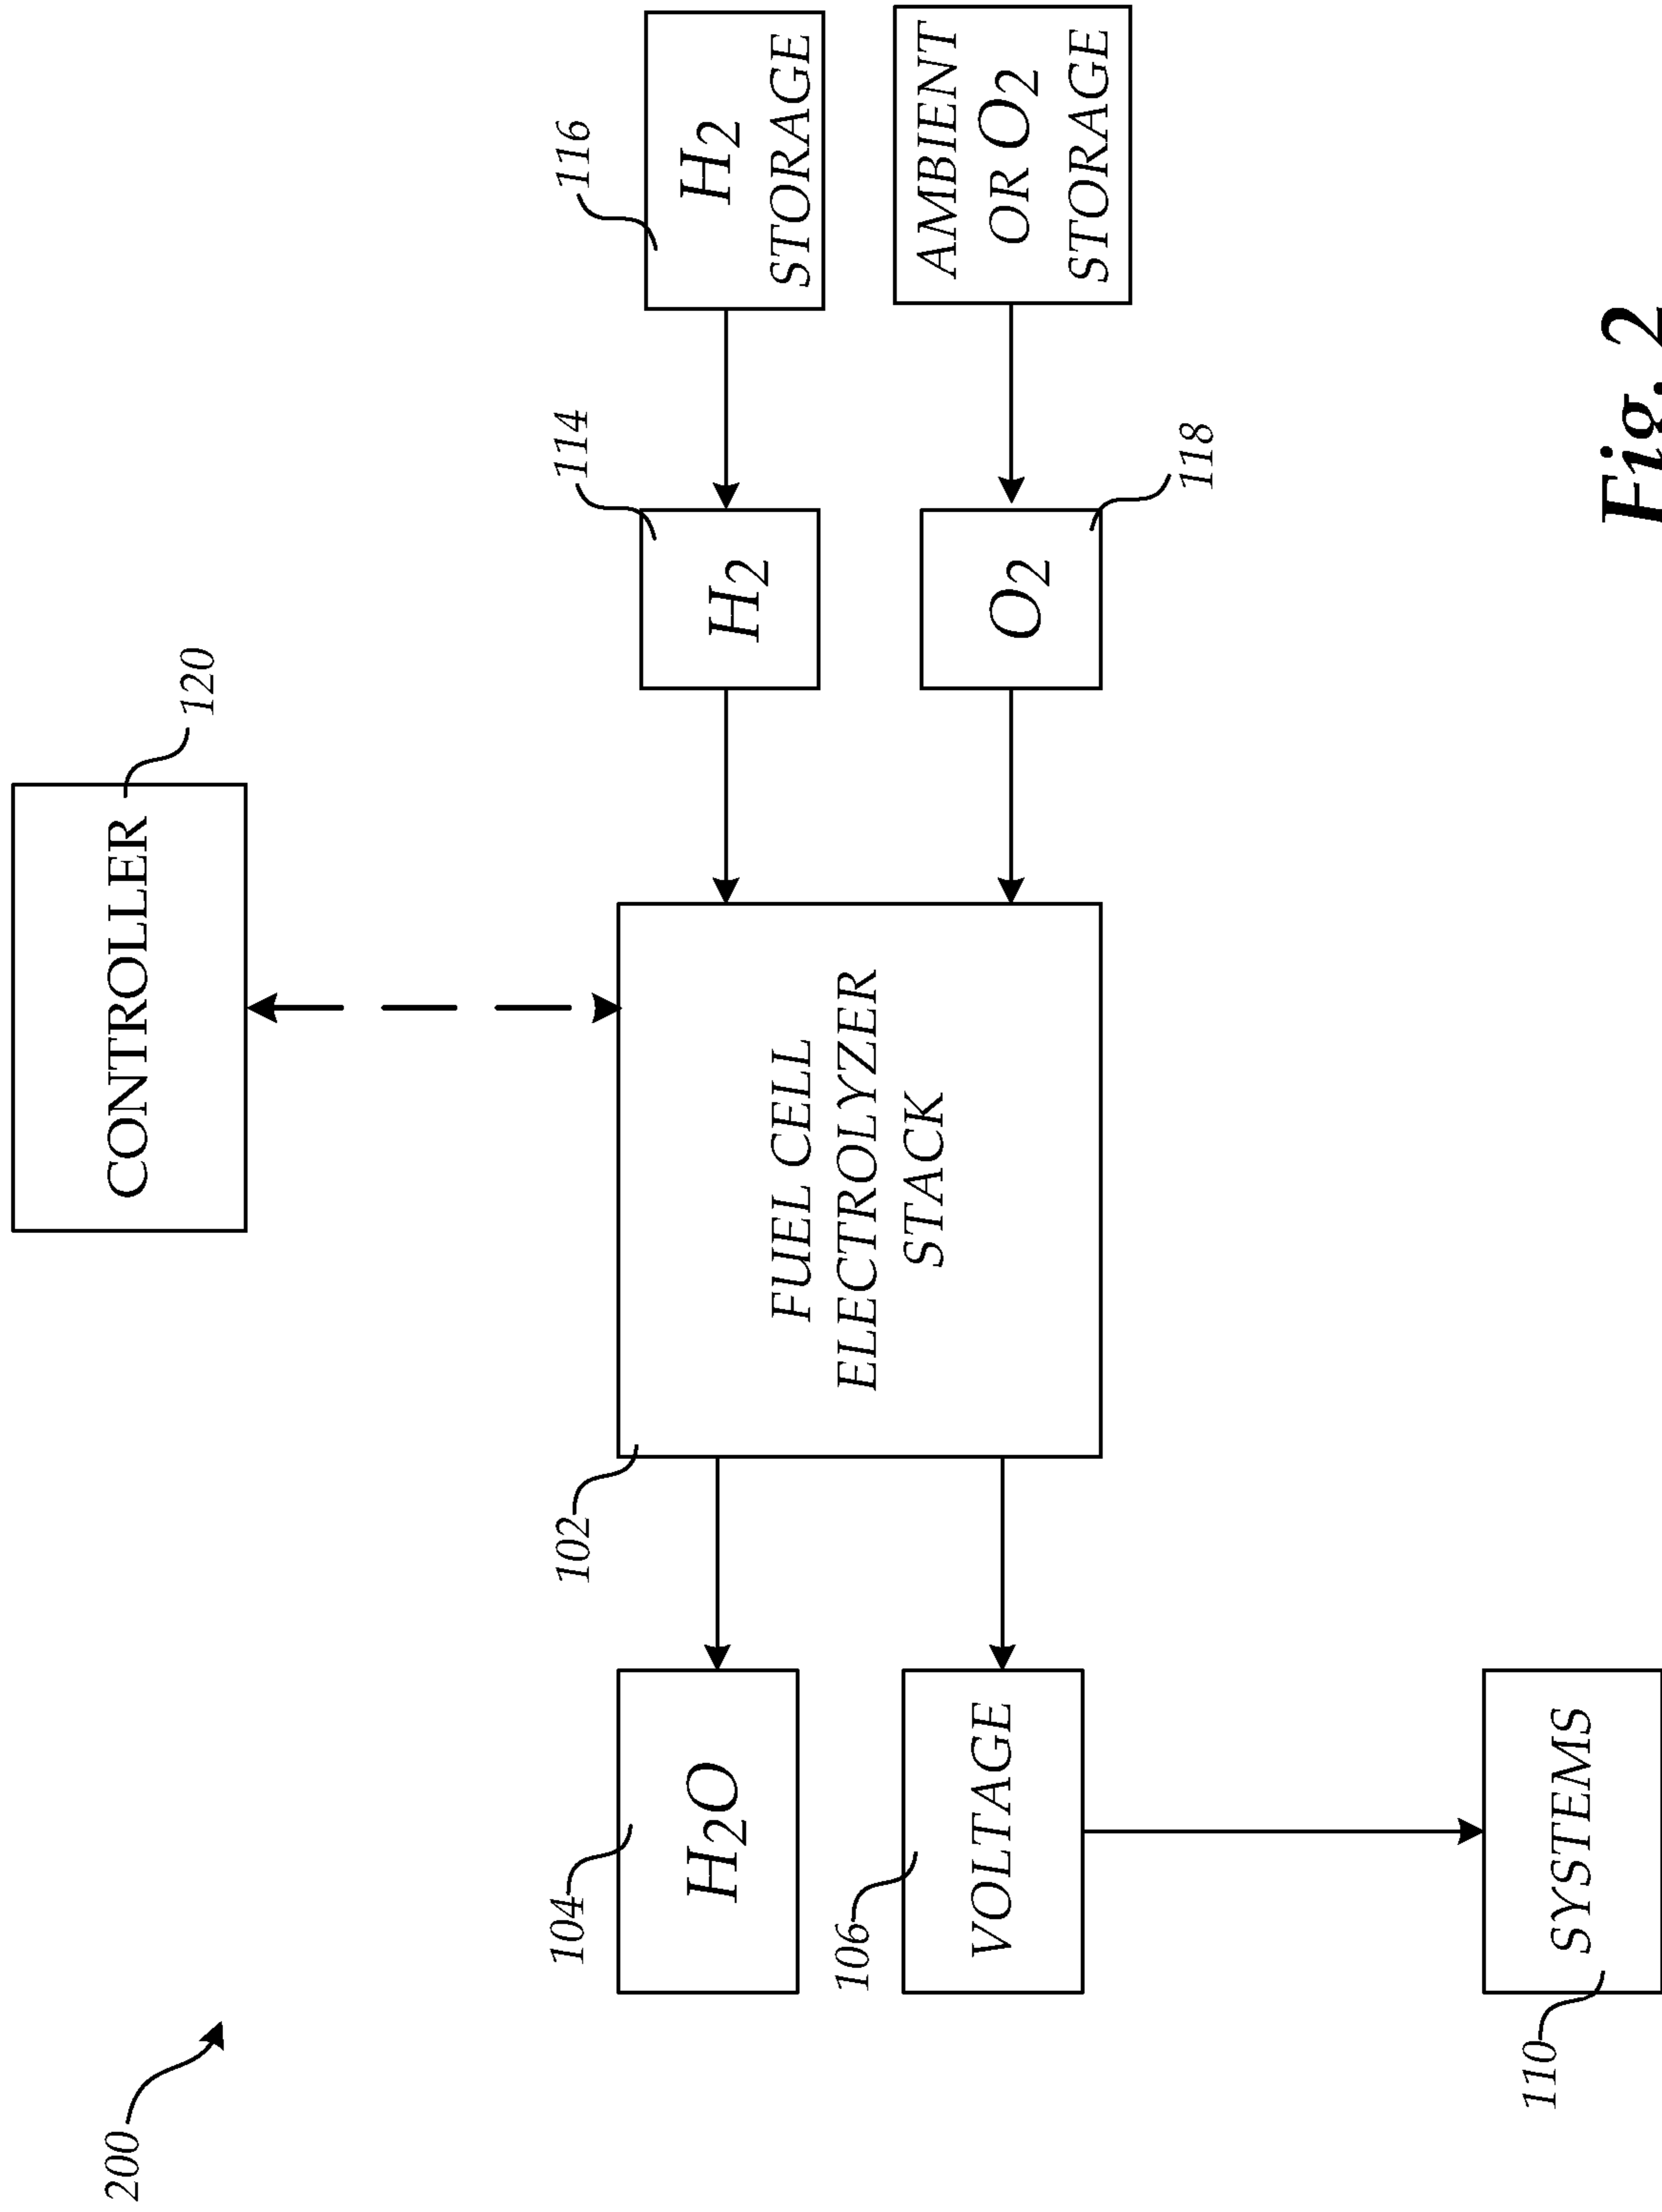 200
CONTROLLER
120
104
H2O
102
FUEL CELL
ELECTROLYZER
STACK
114
H2
116
H2
STORAGE
106
VOLTAGE
O2
118
AMBIENT
OR O2
STORAGE
110
SYSTEMS
Fig. 2